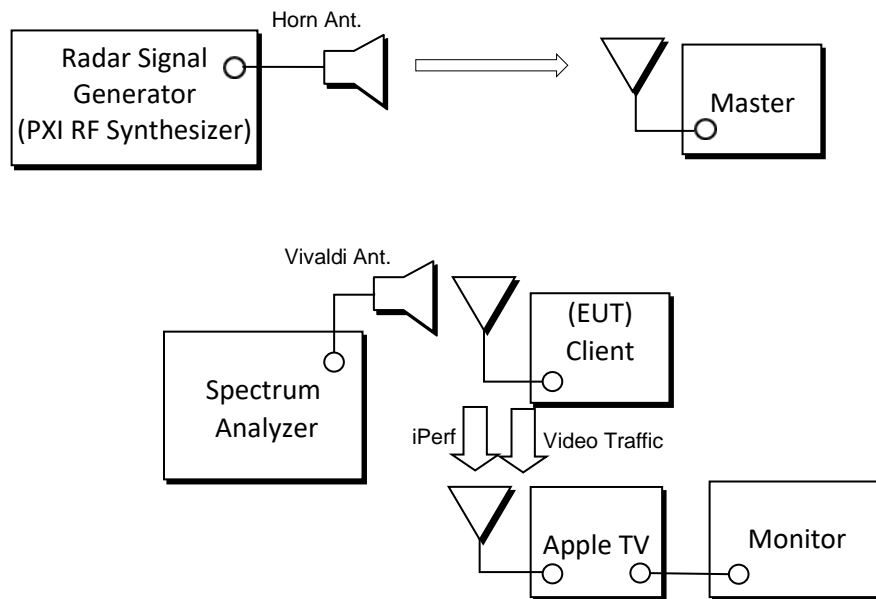 Horn Ant.
Radar Signal
Generator
(PXI RF Synthesizer)
Master
Vivaldi Ant.
(EUT)
Client
Spectrum
Analyzer
iPerf
Video Traffic
Apple TV
Monitor